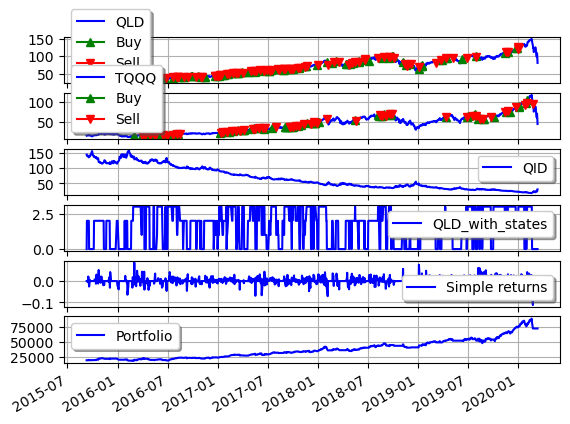 QLD
Buy
Sell
150
100
50
TQQQ
Buy
Sell
100
50
150
100
50
QID
2.5
0.0
QLD_with_states
0.0
−0.1
Simple returns
75000
50000
25000
Portfolio
2015-07
2016-01
2016-07
2017-01
2017-07
2018-01
2018-07
2019-01
2019-07
2020-01